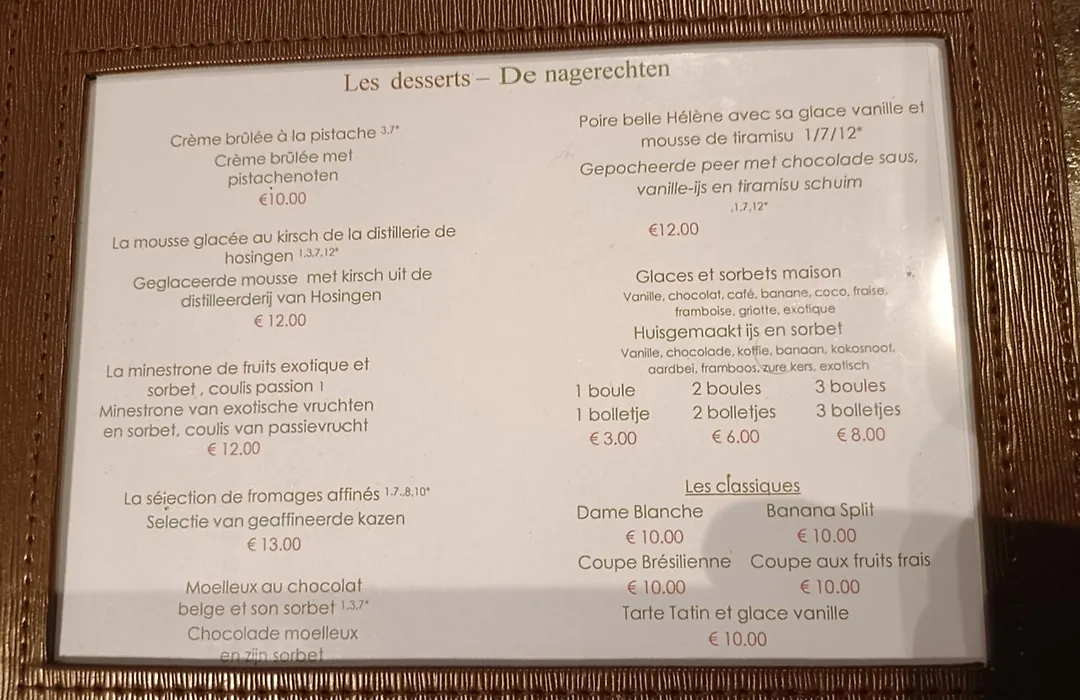 Les desserts – De nagerechten
Crème brûlée à la pistache 3,7*
Crème brûlée met
pistachenoten
€10.00
La mousse glacée au kirsch de la distillerie de
hosingen 1,3,7,12*
Geglaceerde mousse met kirsch uit de
distilleerderij van Hosingen
€ 12.00
La minestrone de fruits exotique et
sorbet , coulis passion 1
Minestrone van exotische vruchten
en sorbet, coulis van passievrucht
€ 12.00
La sélection de fromages affinés 1.7..8,10*
Selectie van geaffineerde kazen
€ 13.00
Moelleux au chocolat
belge et son sorbet 1,3,7*
Chocolade moelleux
en zijn sorbet
Poire belle Hélène avec sa glace vanille et
mousse de tiramisu 1/7/12*
Gepocheerde peer met chocolade saus,
vanille-ijs en tiramisu schuim
,1,7,12*
€12.00
Glaces et sorbets maison
Vanille, chocolat, café, banane, coco, fraise,
framboise, griotte, exotique
Huisgemaakt ijs en sorbet
Vanille, chocolade, koffie, banaan, kokosnoot,
aardbei, framboos, zure kers, exotisch
1 boule 2 boules 3 boules
1 bolletje 2 bolletjes 3 bolletjes
€ 3.00 € 6.00 € 8.00
Les classiques
Dame Blanche Banana Split
€ 10.00 € 10.00
Coupe Brésilienne Coupe aux fruits frais
€ 10.00 € 10.00
Tarte Tatin et glace vanille
€ 10.00